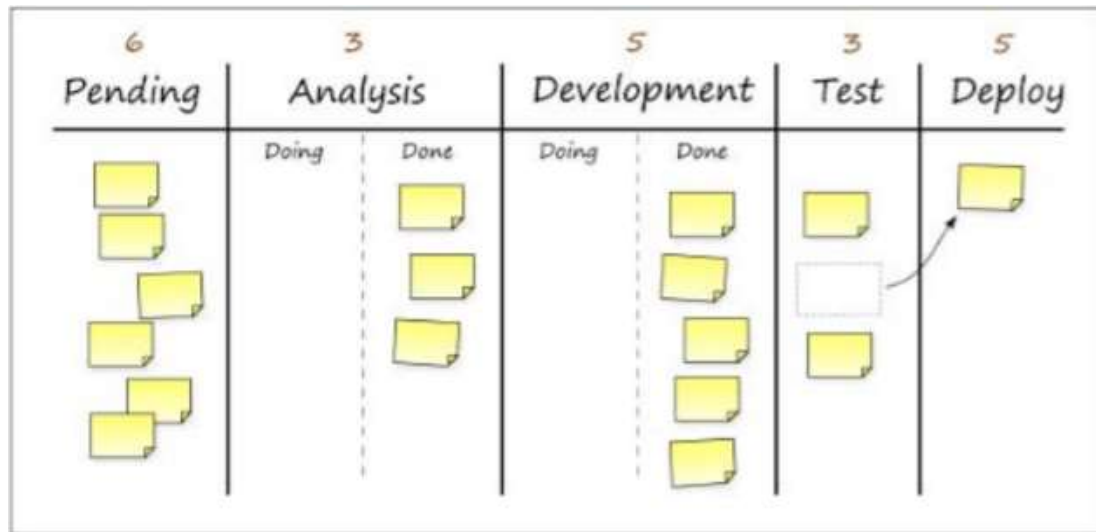 6 3 5 3 5
Pending Analysis Development Test Deploy
Doing Done Doing Done